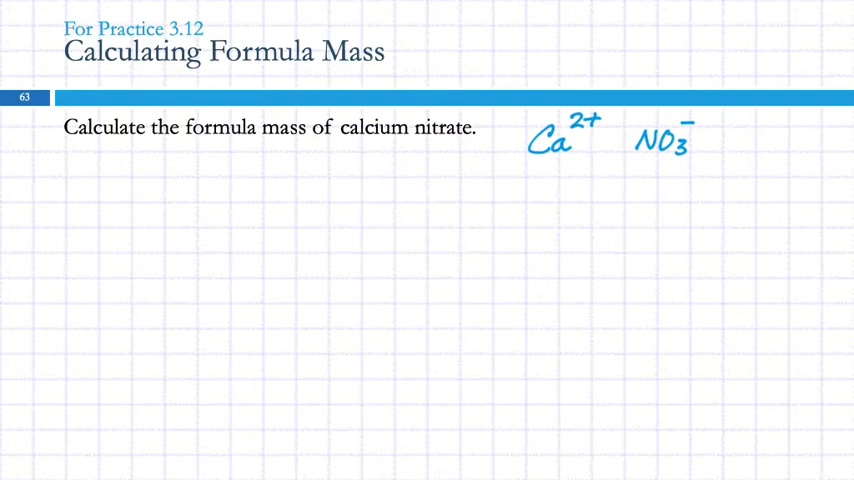 For Practice 3.12
Calculating Formula Mass
63
Calculate the formula mass of calcium nitrate. Ca²⁺ NO₃⁻